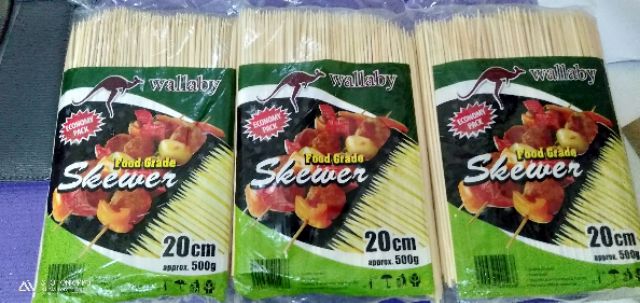 wallaby
ECONOMY
PACK
Food Grade
Skewer
20cm
approx. 500g
wallaby
ECONOMY
PACK
Food Grade
Skewer
20cm
approx. 500g
wallaby
ECONOMY
PACK
Food Grade
Skewer
20cm
approx. 500g